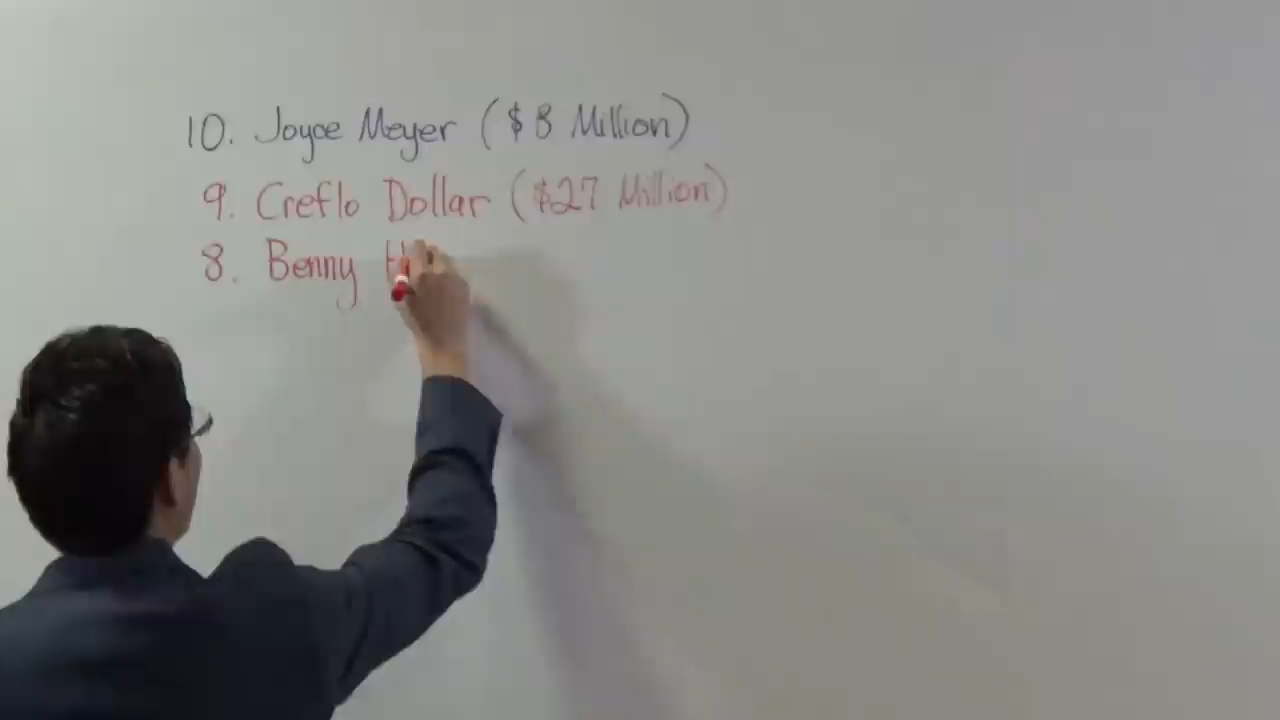 10. Joyce Meyer ($8 Million)
9. Creflo Dollar ($27 Million)
8. Benny